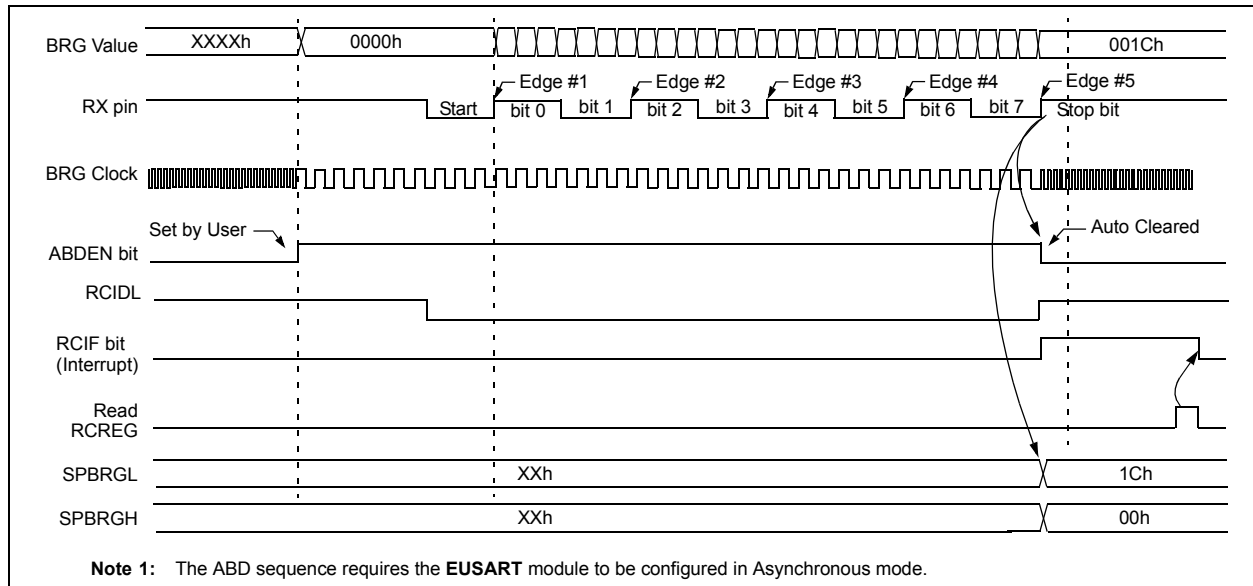 BRG Value
XXXXh
0000h
001Ch
RX pin
Start
Edge #1
bit 0
bit 1
Edge #2
bit 2
bit 3
Edge #3
bit 4
bit 5
Edge #4
bit 6
bit 7
Edge #5
Stop bit
BRG Clock
Set by User
ABDEN bit
Auto Cleared
RCIDL
RCIF bit
(Interrupt)
Read
RCREG
SPBRGL
XXh
1Ch
SPBRGH
XXh
00h
Note 1: The ABD sequence requires the EUSART module to be configured in Asynchronous mode.